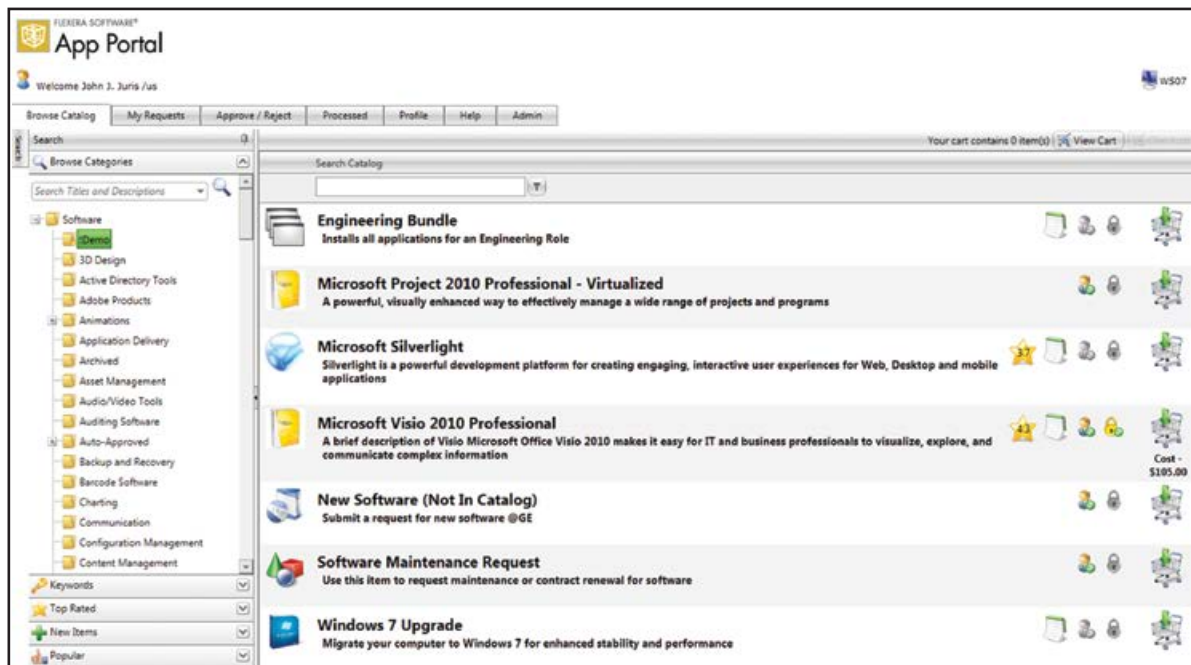 FLEXERA SOFTWARE®
App Portal
Welcome John J. Juris /us
WS07
Browse Catalog
My Requests
Approve / Reject
Processed
Profile
Help
Admin
Search
Search
Your cart contains 0 item(s)
View Cart
Browse Categories
Search Catalog
Search Titles and Descriptions
Software
!Demo
3D Design
Active Directory Tools
Adobe Products
Animations
Application Delivery
Archived
Asset Management
Audio/Video Tools
Auditing Software
Auto-Approved
Backup and Recovery
Barcode Software
Charting
Communication
Configuration Management
Content Management
Keywords
Top Rated
New Items
Popular
Engineering Bundle
Installs all applications for an Engineering Role
Microsoft Project 2010 Professional - Virtualized
A powerful, visually enhanced way to effectively manage a wide range of projects and programs
Microsoft Silverlight
Silverlight is a powerful development platform for creating engaging, interactive user experiences for Web, Desktop and mobile
applications
37
Microsoft Visio 2010 Professional
A brief description of Visio Microsoft Office Visio 2010 makes it easy for IT and business professionals to visualize, explore, and
communicate complex information
43
Cost -
$105.00
New Software (Not In Catalog)
Submit a request for new software @GE
Software Maintenance Request
Use this item to request maintenance or contract renewal for software
Windows 7 Upgrade
Migrate your computer to Windows 7 for enhanced stability and performance